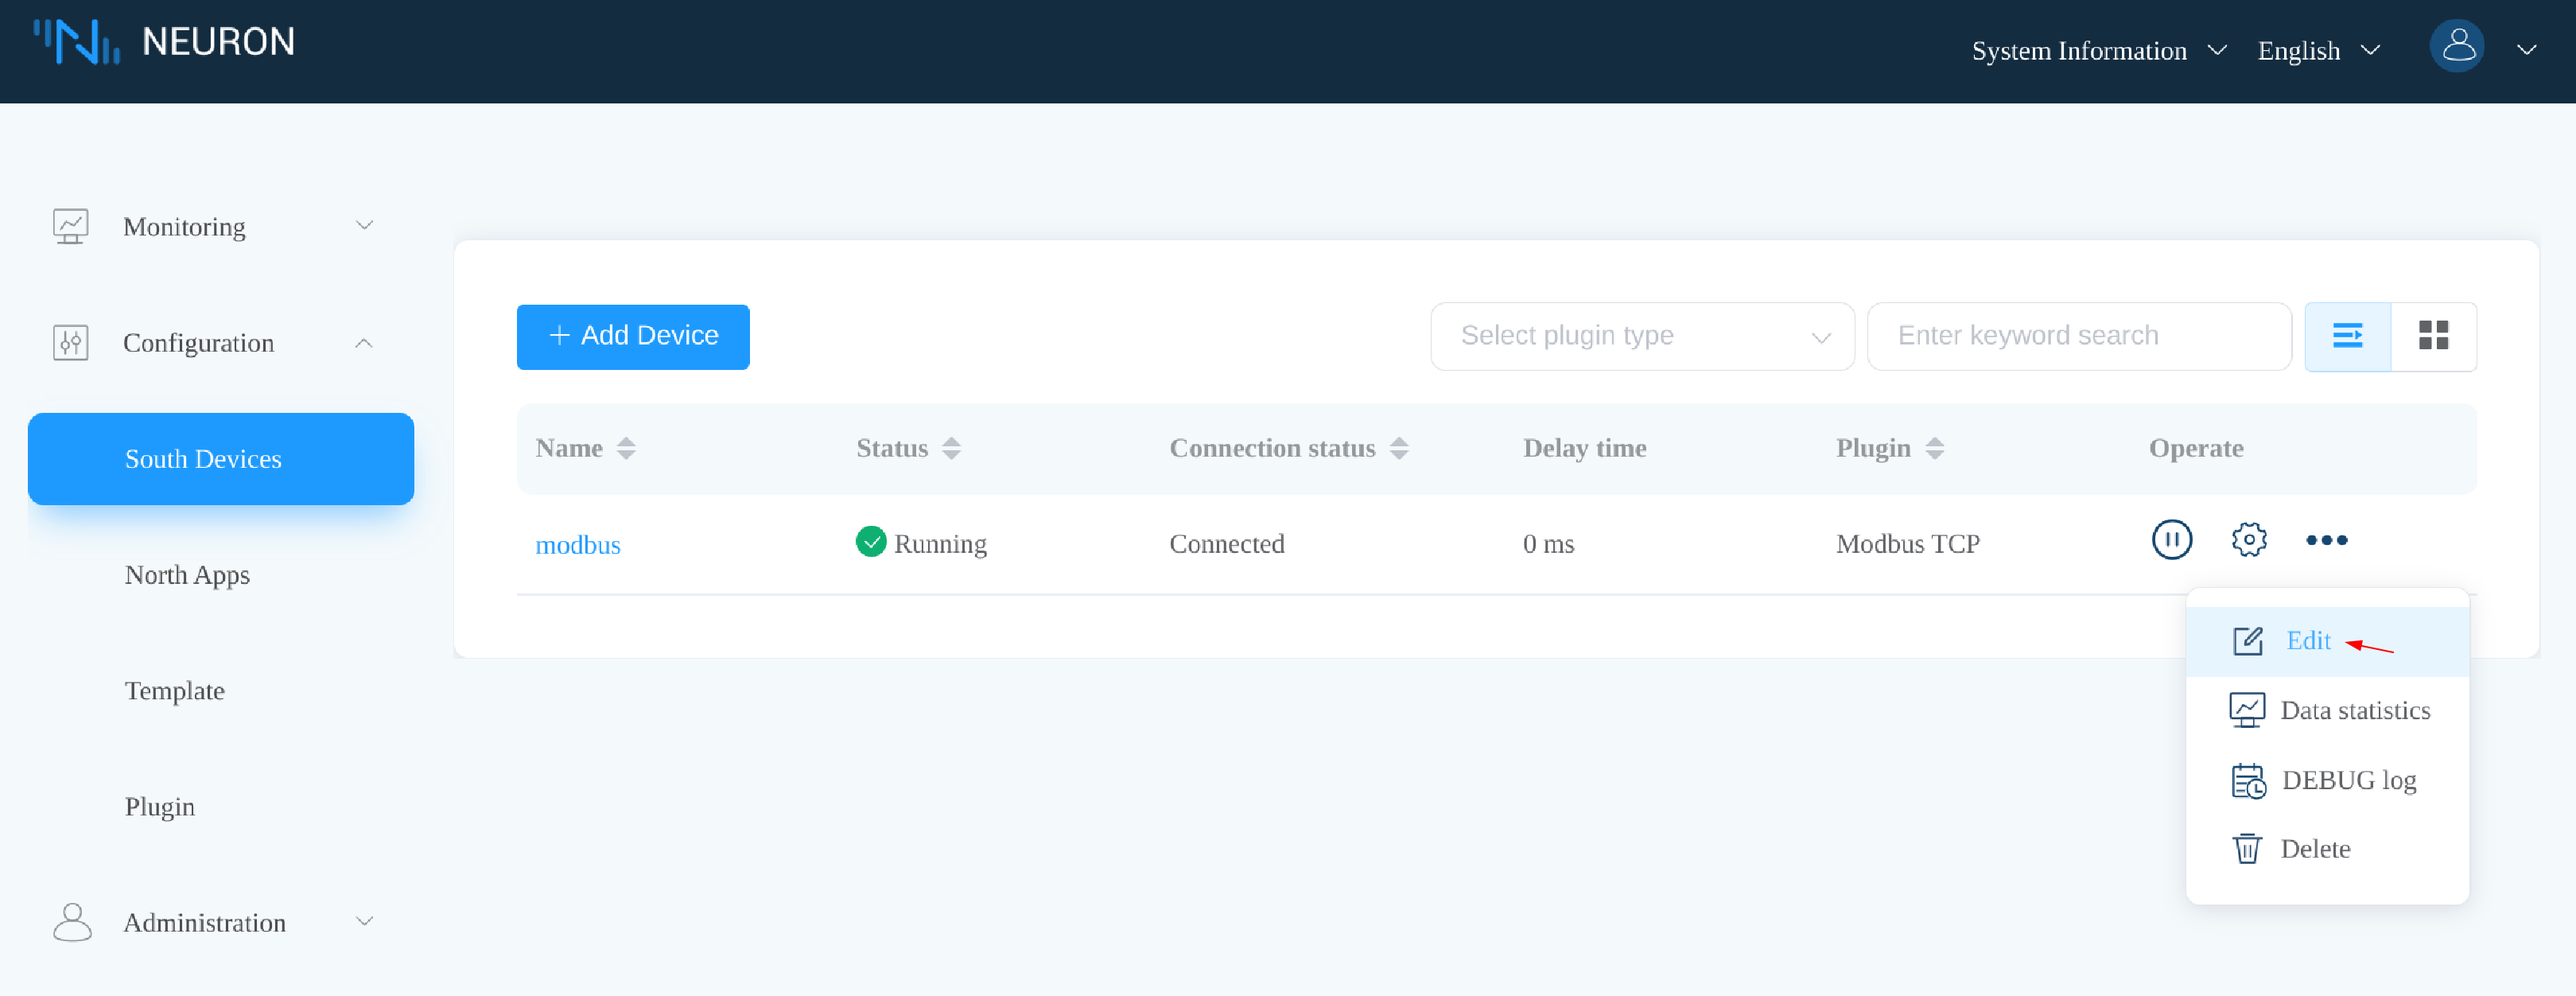 NEURON
System Information
English
Monitoring
Configuration
South Devices
North Apps
Template
Plugin
Administration
+ Add Device
Select plugin type
Enter keyword search
Name Status Connection status Delay time Plugin Operate
modbus Running Connected 0 ms Modbus TCP
Edit
Data statistics
DEBUG log
Delete